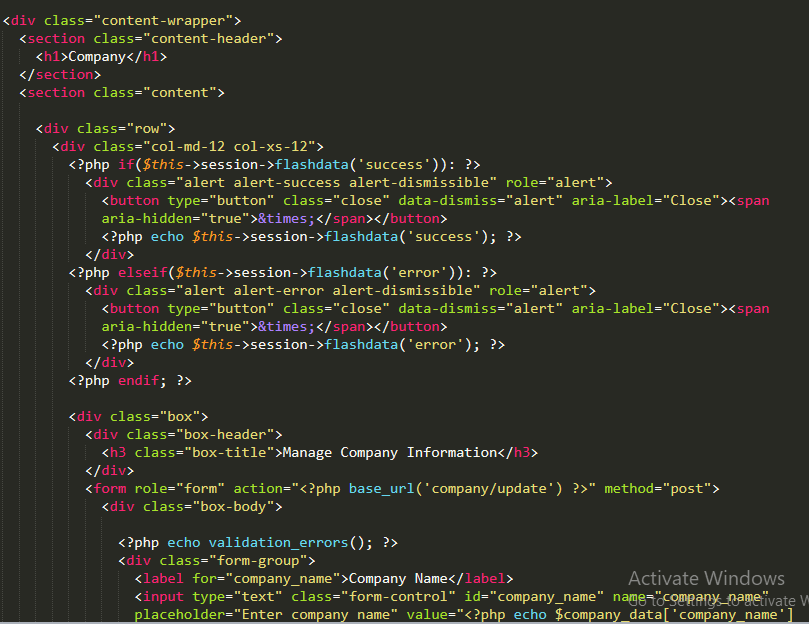 <div class="content-wrapper">
<section class="content-header">
<h1>Company</h1>
</section>
<section class="content">
<div class="row">
<div class="col-md-12 col-xs-12">
<?php if($this->session->flashdata('success')): ?>
<div class="alert alert-success alert-dismissible" role="alert">
<button type="button" class="close" data-dismiss="alert" aria-label="Close"><span
aria-hidden="true">&times;</span></button>
<?php echo $this->session->flashdata('success'); ?>
</div>
<?php elseif($this->session->flashdata('error')): ?>
<div class="alert alert-error alert-dismissible" role="alert">
<button type="button" class="close" data-dismiss="alert" aria-label="Close"><span
aria-hidden="true">&times;</span></button>
<?php echo $this->session->flashdata('error'); ?>
</div>
<?php endif; ?>
<div class="box">
<div class="box-header">
<h3 class="box-title">Manage Company Information</h3>
</div>
<form role="form" action="<?php base_url('company/update') ?>" method="post">
<div class="box-body">
<?php echo validation_errors(); ?>
<div class="form-group">
<label for="company_name">Company Name</label>
<input type="text" class="form-control" id="company_name" name="company_name"
placeholder="Enter company name" value="<?php echo $company_data['company_name']
Activate Windows
Go to Settings to activate W